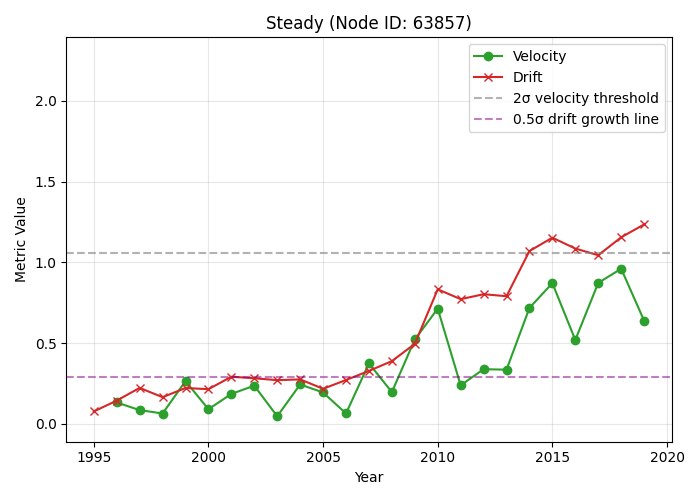 Steady (Node ID: 63857)
Velocity
Drift
2σ velocity threshold
0.5σ drift growth line
Metric Value
2.0
1.5
1.0
0.5
0.0
1995 2000 2005 2010 2015 2020
Year